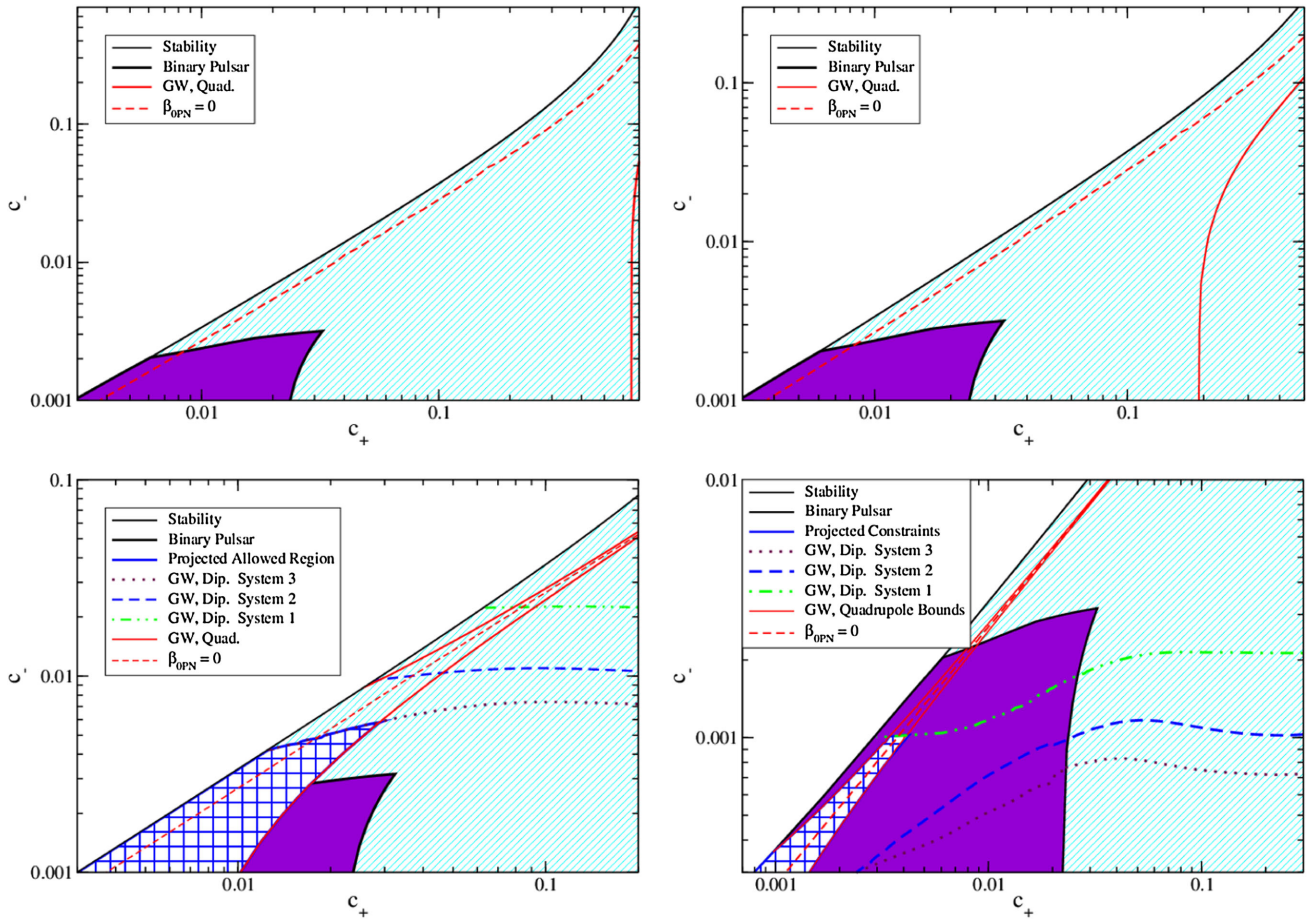 Stability
Binary Pulsar
GW, Quad.
β₀PN = 0
0.1
0.01
0.001
c₋
0.01
0.1
c₊
Stability
Binary Pulsar
GW, Quad.
β₀PN = 0
0.1
0.01
0.001
c₋
0.01
0.1
c₊
Stability
Binary Pulsar
Projected Allowed Region
GW, Dip. System 3
GW, Dip. System 2
GW, Dip. System 1
GW, Quad.
β₀PN = 0
0.1
0.01
0.001
c₋
0.01
0.1
c₊
Stability
Binary Pulsar
Projected Constraints
GW, Dip. System 3
GW, Dip. System 2
GW, Dip. System 1
GW, Quadrupole Bounds
β₀PN = 0
0.01
0.001
c₋
0.001
0.01
0.1
c₊